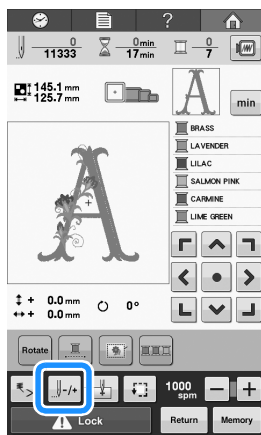 ?
0
11333
0min
17min
0
7
145.1 mm
125.7 mm
A
min
A
BRASS
LAVENDER
LILAC
SALMON PINK
CARMINE
LIME GREEN
+ 0.0 mm
+ 0.0 mm
0°
Rotate
-/+
1000
spm
- +
Lock
Return
Memory